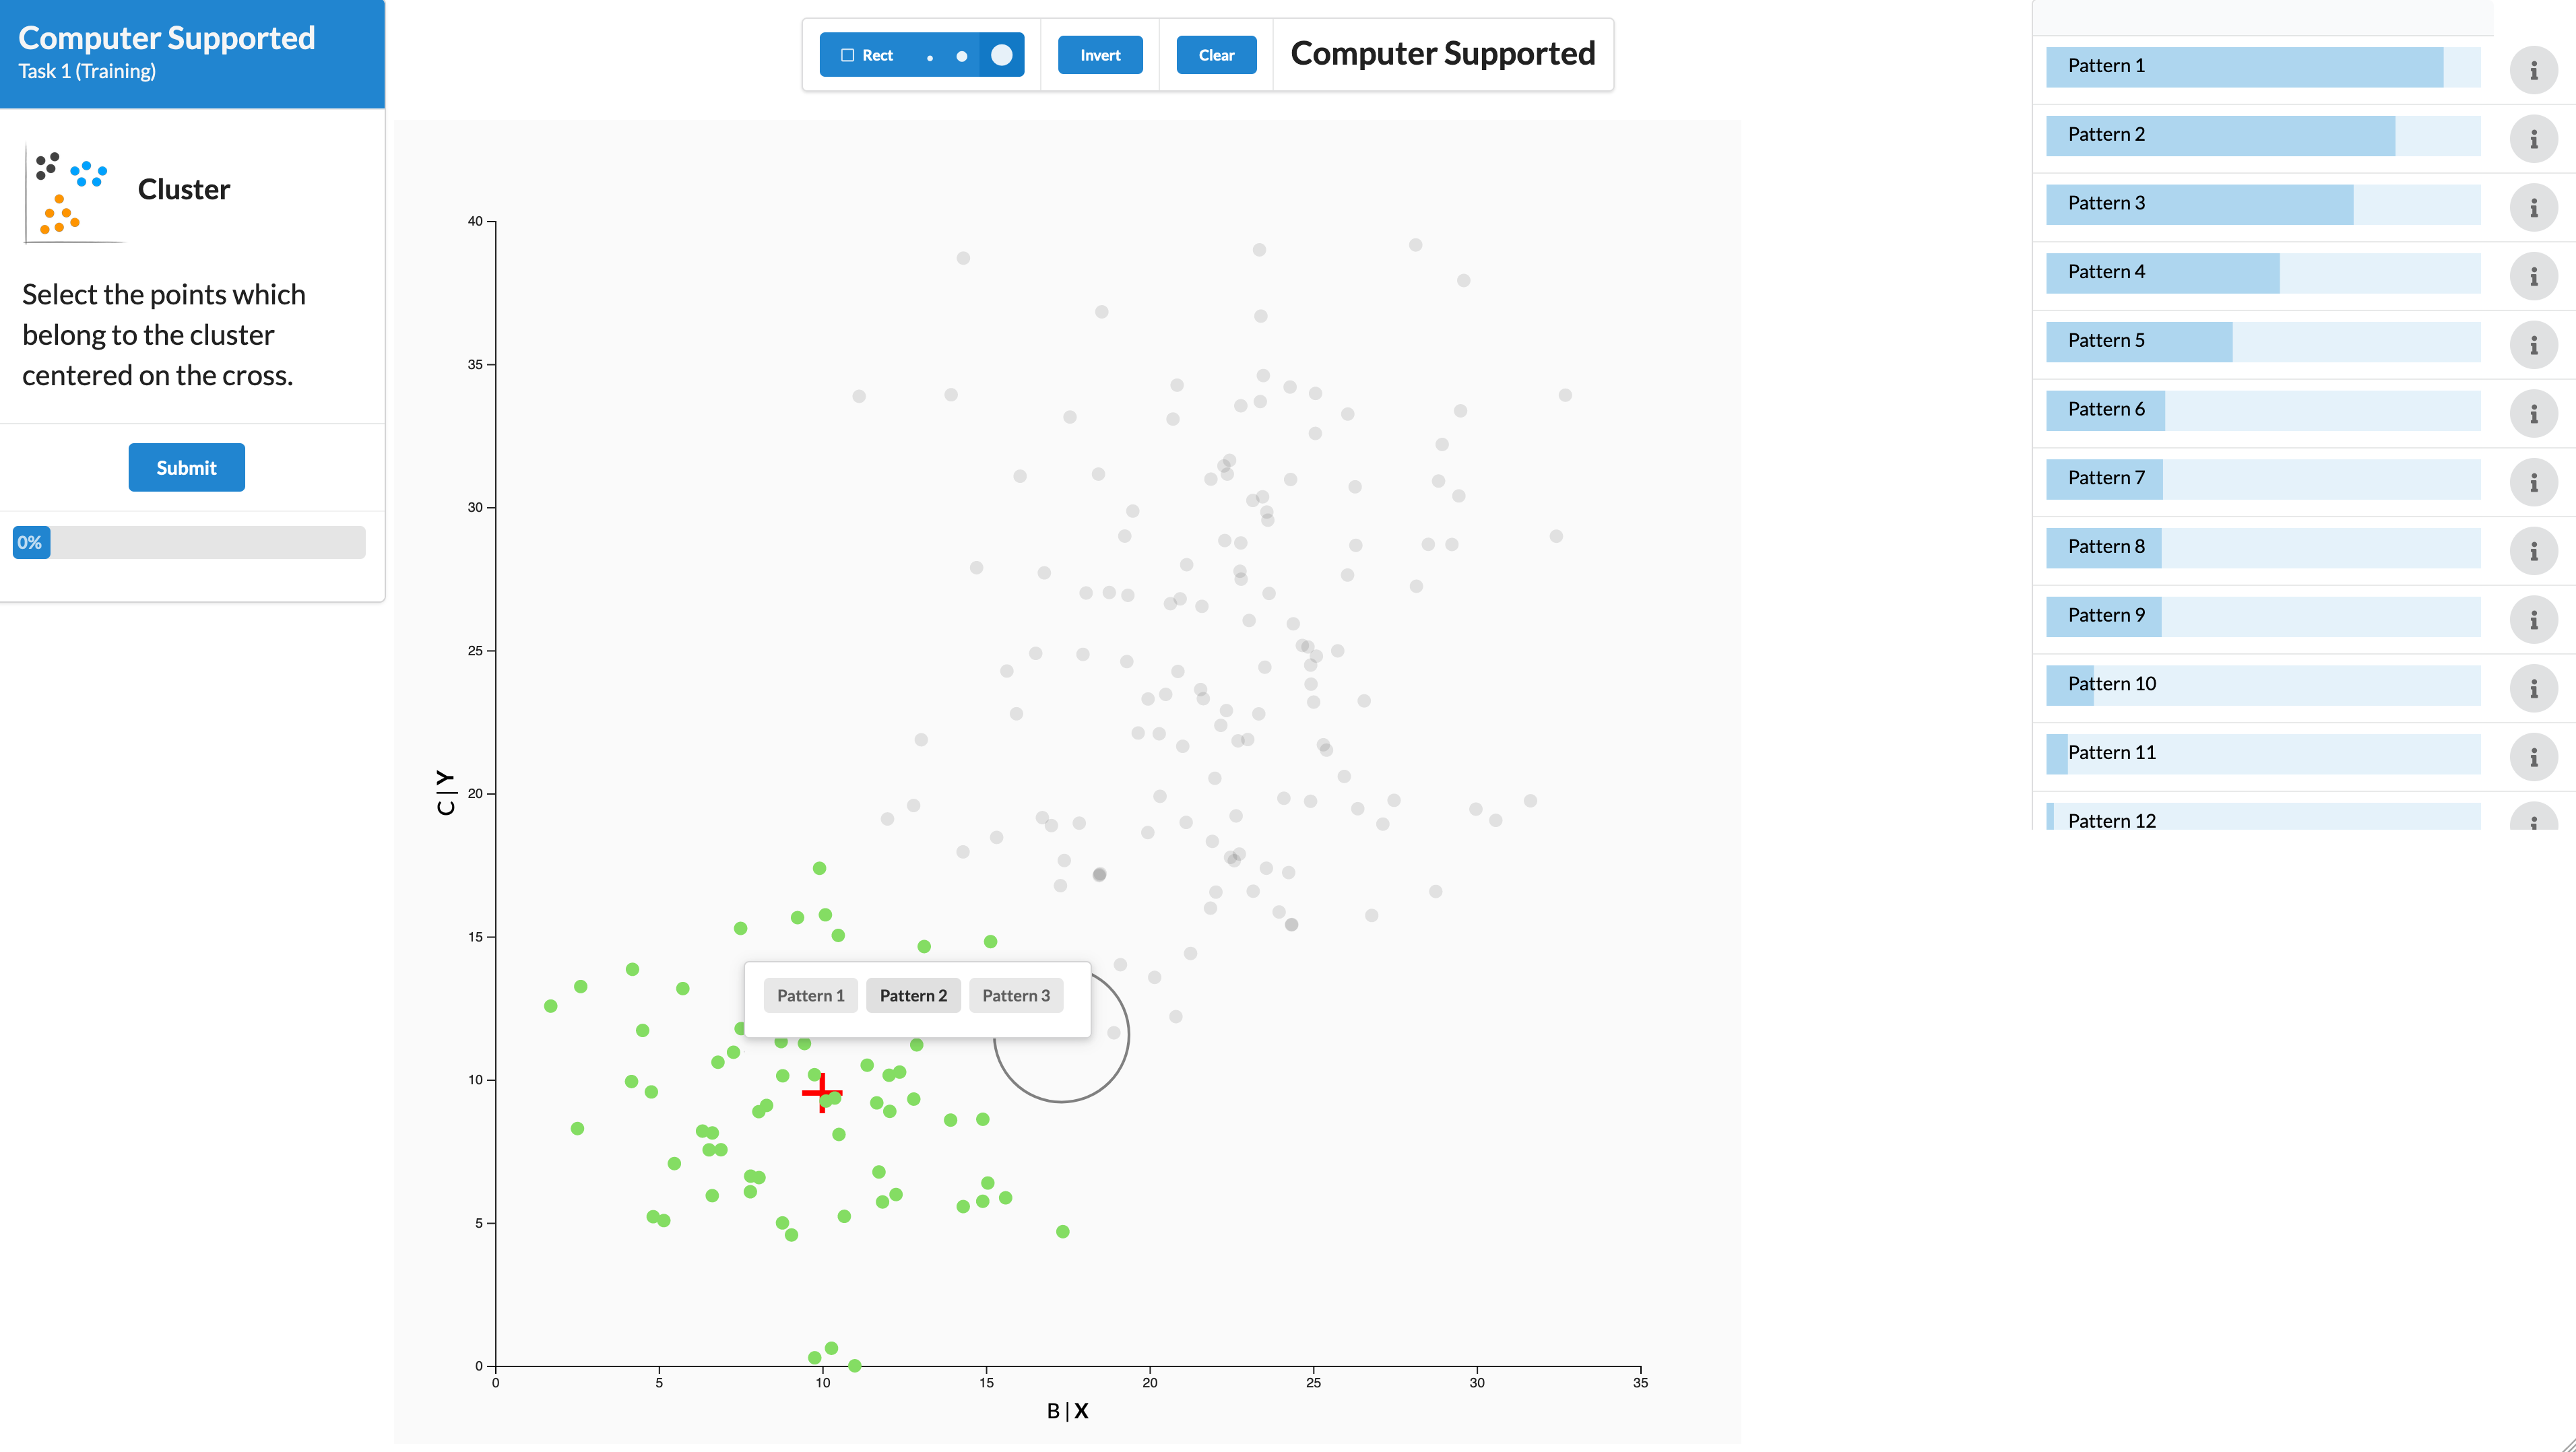 Computer Supported
Task 1 (Training)
Cluster
Select the points which
belong to the cluster
centered on the cross.
Submit
0%
Rect
Invert
Clear
Computer Supported
40
35
30
25
20
15
10
5
0
C|Y
Pattern 1
Pattern 2
Pattern 3
0
5
10
15
20
25
30
35
B|X
Pattern 1
Pattern 2
Pattern 3
Pattern 4
Pattern 5
Pattern 6
Pattern 7
Pattern 8
Pattern 9
Pattern 10
Pattern 11
Pattern 12